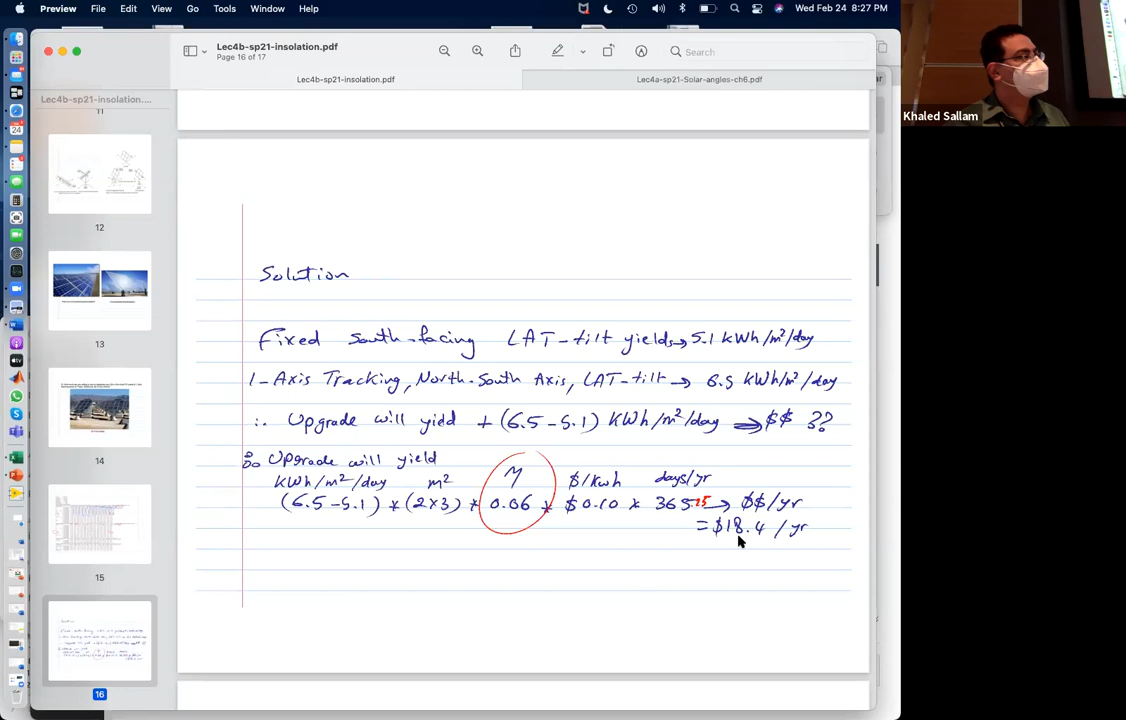 Preview File Edit View Go Tools Window Help
Wed Feb 24 8:27 PM
Lec4b-sp21-insolation.pdf
Page 16 of 17
Search
Lec4b-sp21-insolation.pdf
Lec4a-sp21-Solar-angles-ch6.pdf
Lec4b-sp21-insolation....
11
12
13
14
15
16
Khaled Sallam
Solution
Fixed south-facing LAT-tilt yields → 5.1 kWh/m²/day
1-Axis Tracking, North-South Axis, LAT-tilt → 6.5 KWh/m²/day
∴ Upgrade will yield + (6.5 - 5.1) KWh/m²/day ⇒ $$ ??
Upgrade will yield
KWh/m²/day m² η $/Kwh days/yr
(6.5 - 5.1) * (2×3) * 0.06 * $0.10 * 365.25 → $$/yr
= $18.4 /yr